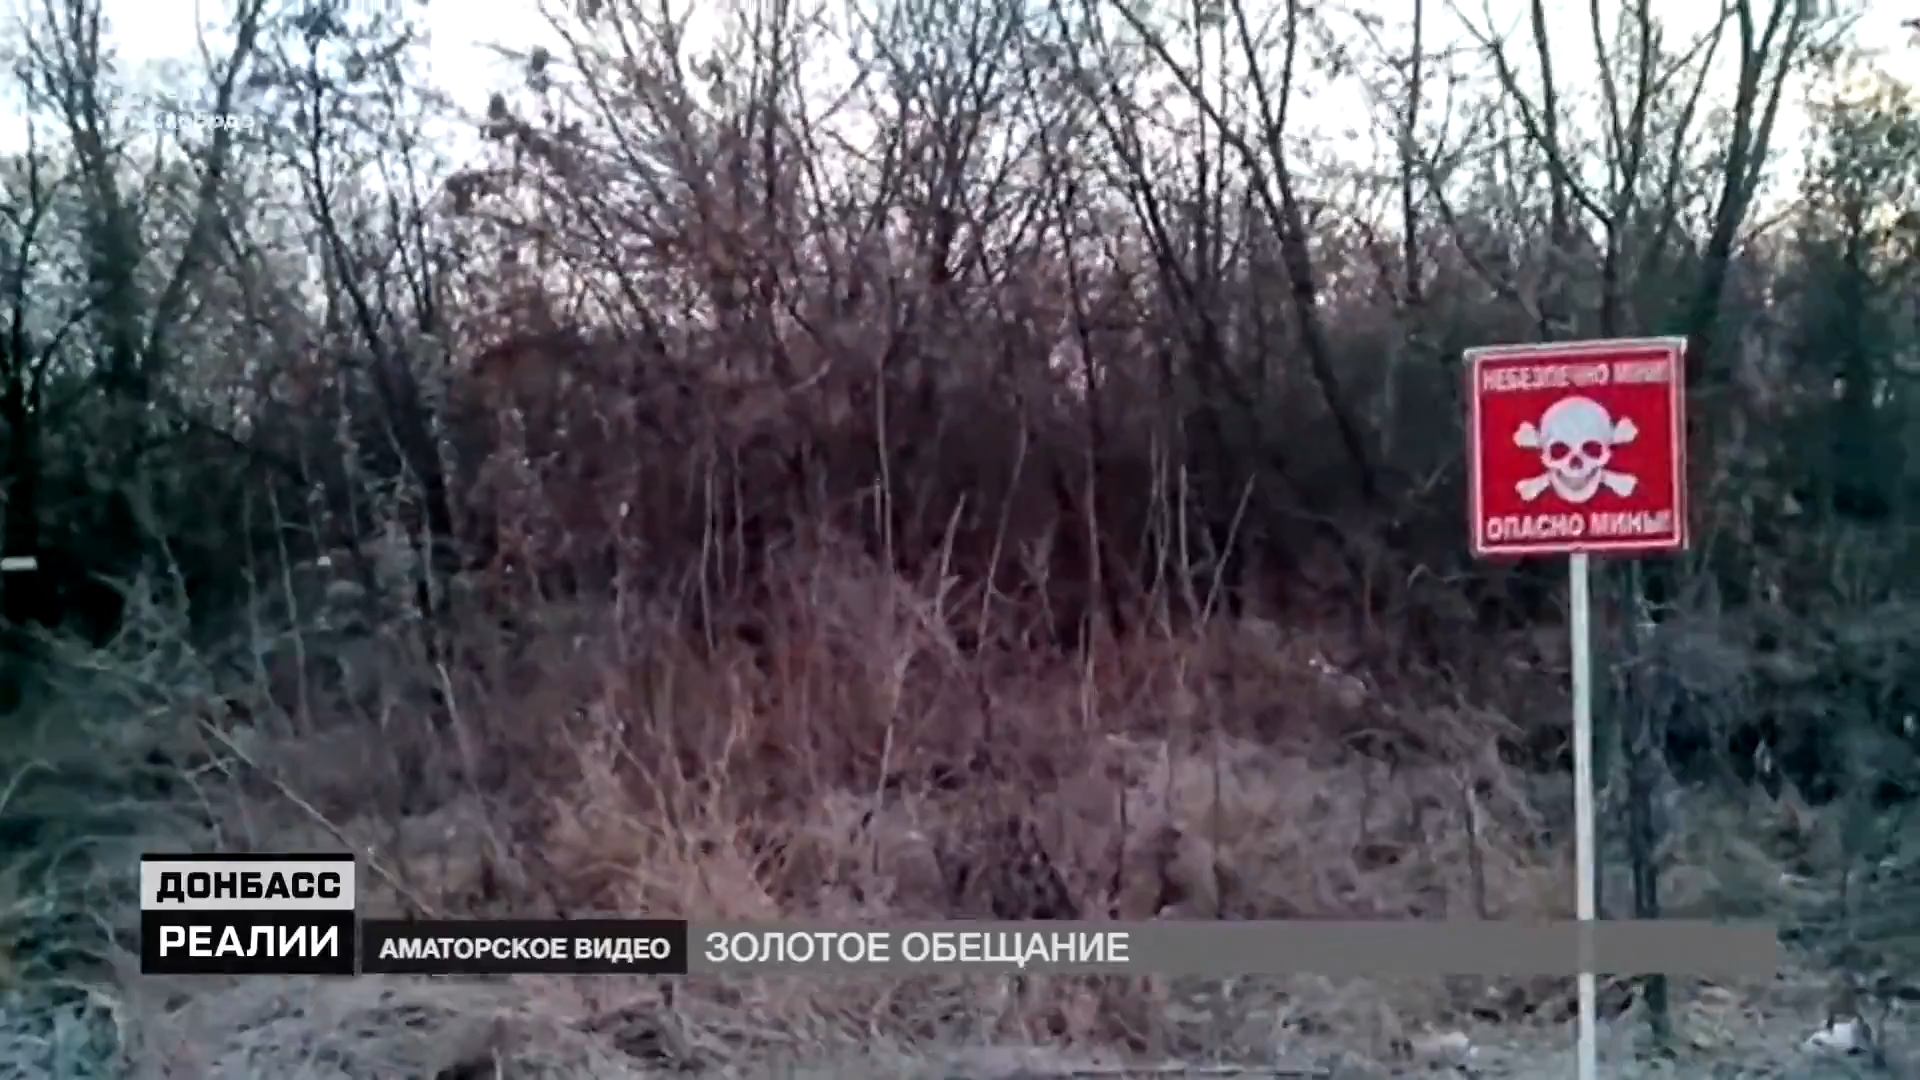 НЕБЕЗПЕЧНО МІНИ!
ОПАСНО МИНЫ!
ДОНБАСС
РЕАЛИИ
АМАТОРСКОЕ ВИДЕО
ЗОЛОТОЕ ОБЕЩАНИЕ